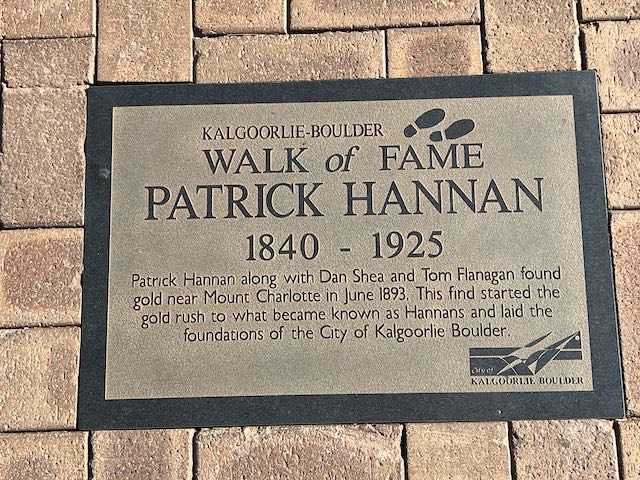 KALGOORLIE-BOULDER
WALK of FAME
PATRICK HANNAN
1840 - 1925
Patrick Hannan along with Dan Shea and Tom Flanagan found
gold near Mount Charlotte in June 1893. This find started the
gold rush to what became known as Hannans and laid the
foundations of the City of Kalgoorlie Boulder.
City of
KALGOORLIE BOULDER